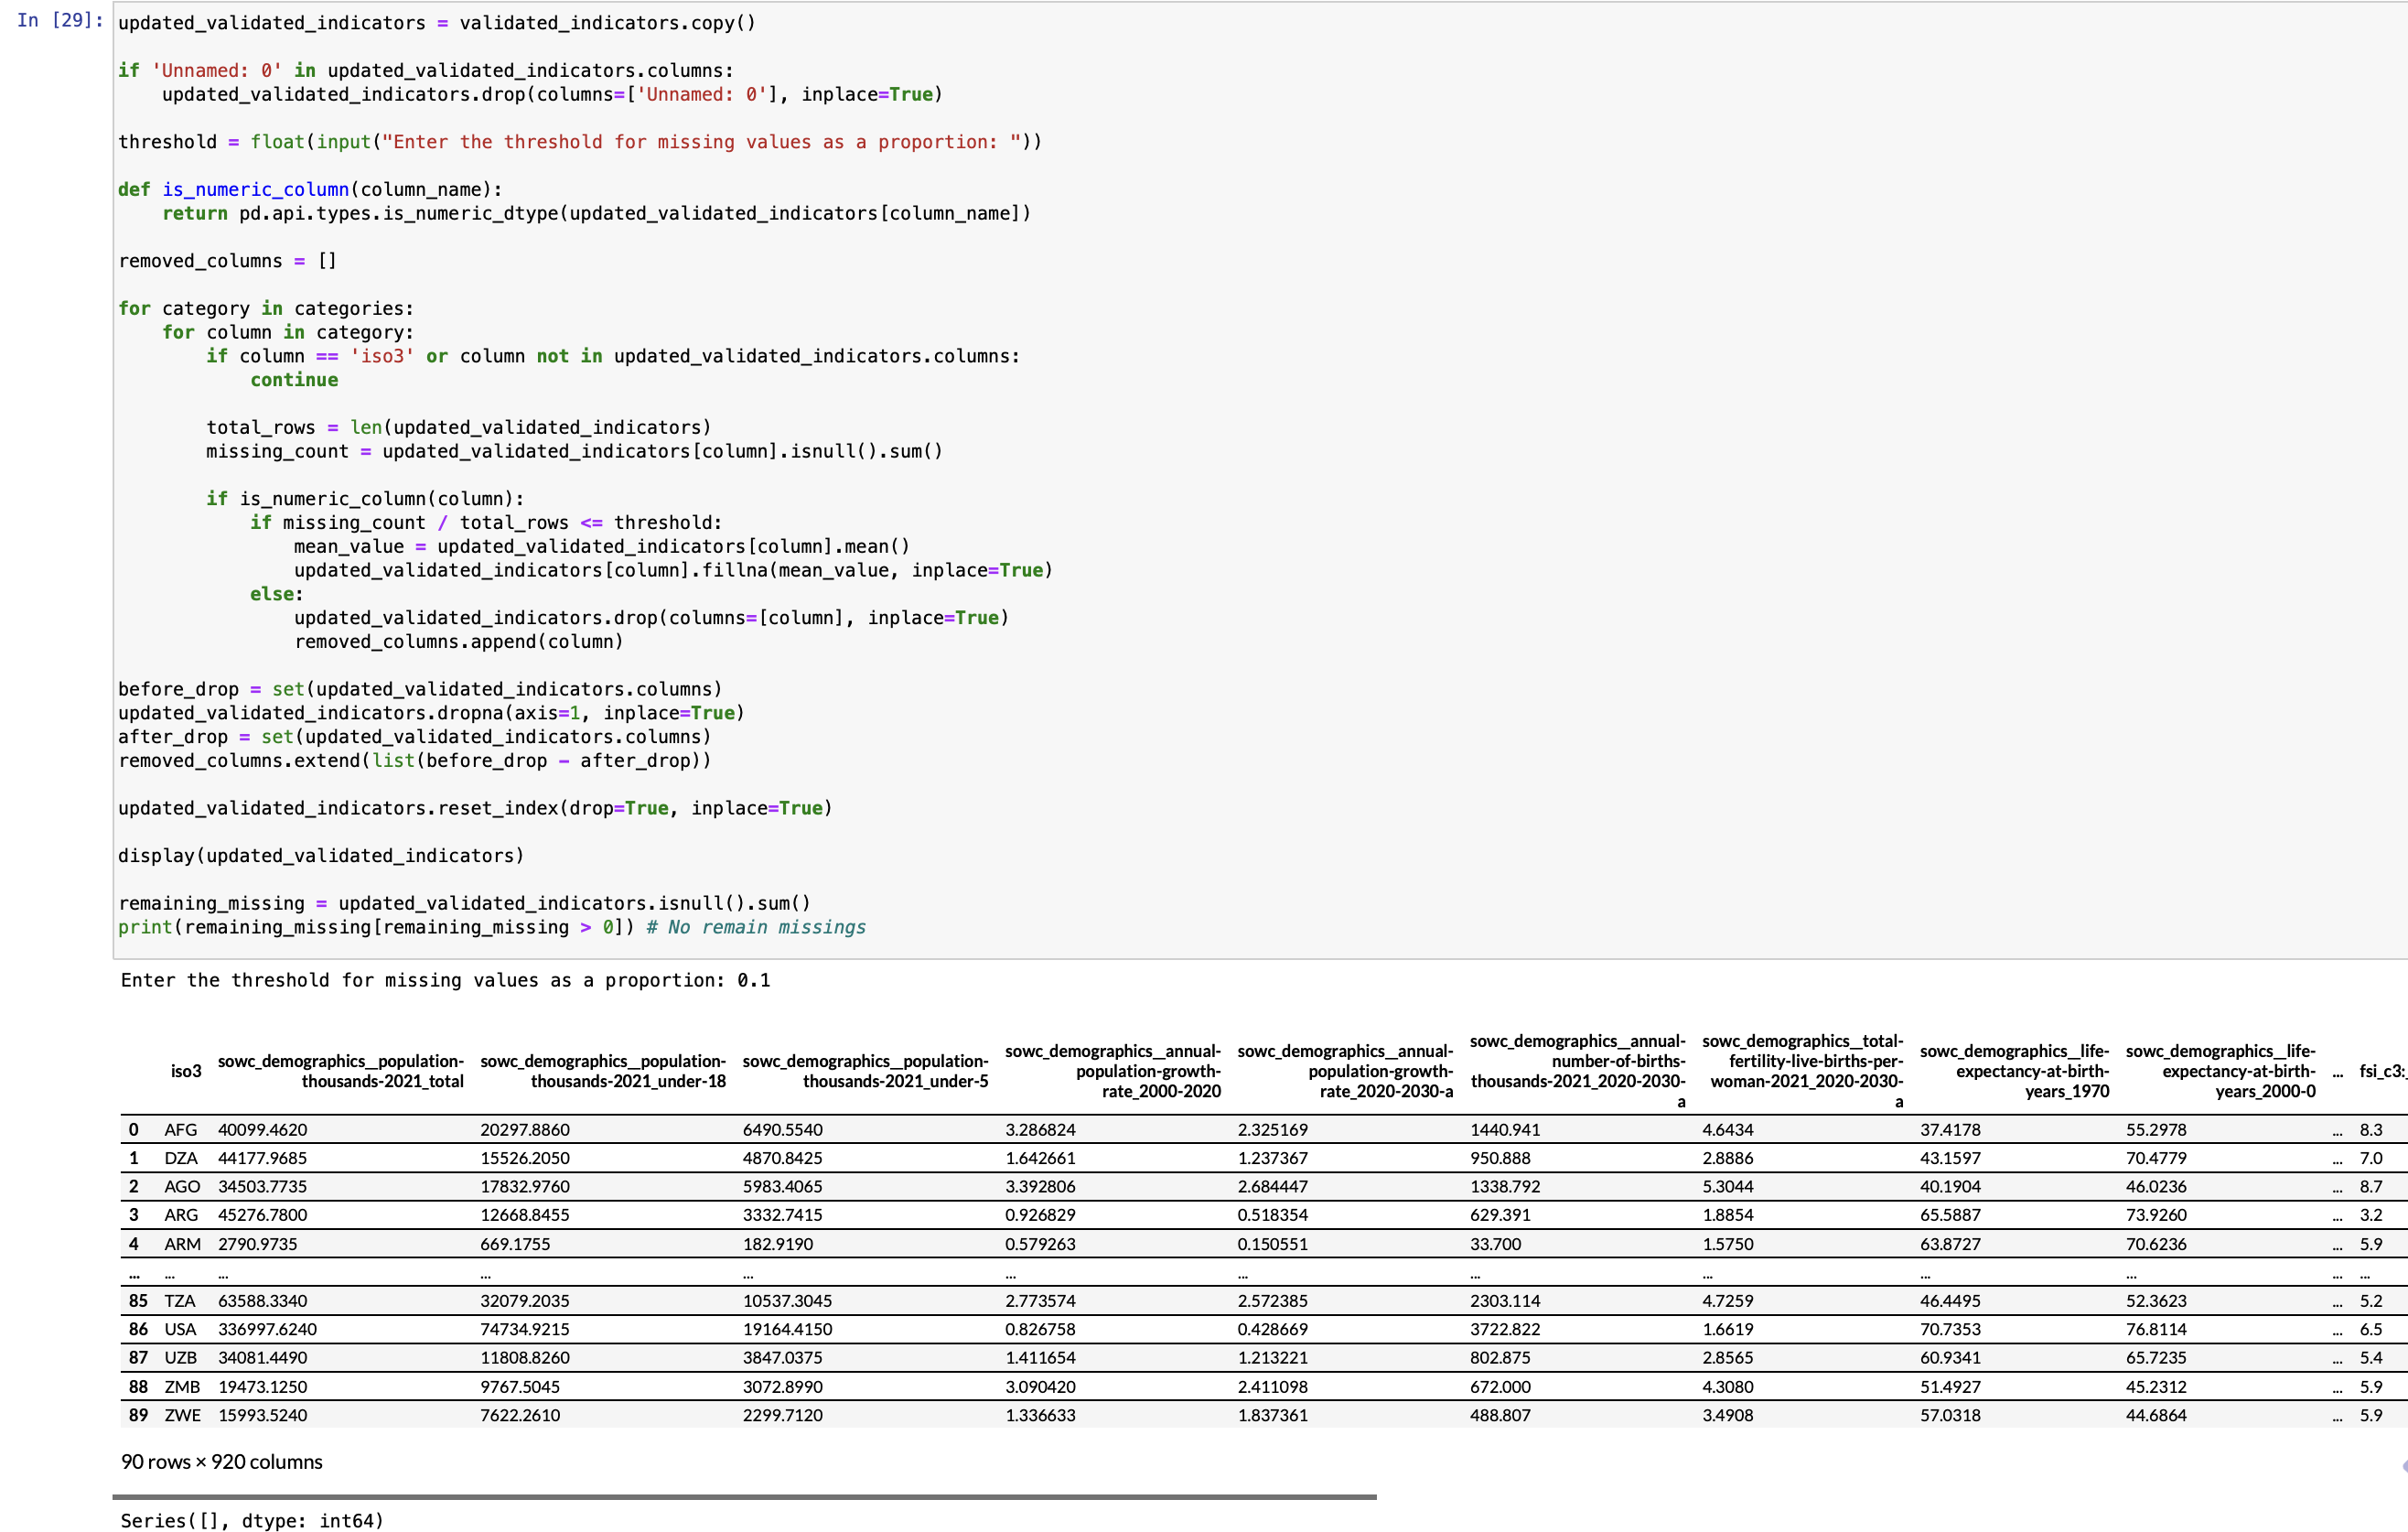 In [29]:
updated_validated_indicators = validated_indicators.copy()

if 'Unnamed: 0' in updated_validated_indicators.columns:
    updated_validated_indicators.drop(columns=['Unnamed: 0'], inplace=True)

threshold = float(input("Enter the threshold for missing values as a proportion: "))

def is_numeric_column(column_name):
    return pd.api.types.is_numeric_dtype(updated_validated_indicators[column_name])

removed_columns = []

for category in categories:
    for column in category:
        if column == 'iso3' or column not in updated_validated_indicators.columns:
            continue

        total_rows = len(updated_validated_indicators)
        missing_count = updated_validated_indicators[column].isnull().sum()

        if is_numeric_column(column):
            if missing_count / total_rows <= threshold:
                mean_value = updated_validated_indicators[column].mean()
                updated_validated_indicators[column].fillna(mean_value, inplace=True)
            else:
                updated_validated_indicators.drop(columns=[column], inplace=True)
                removed_columns.append(column)

before_drop = set(updated_validated_indicators.columns)
updated_validated_indicators.dropna(axis=1, inplace=True)
after_drop = set(updated_validated_indicators.columns)
removed_columns.extend(list(before_drop - after_drop))

updated_validated_indicators.reset_index(drop=True, inplace=True)

display(updated_validated_indicators)

remaining_missing = updated_validated_indicators.isnull().sum()
print(remaining_missing[remaining_missing > 0]) # No remain missings

Enter the threshold for missing values as a proportion: 0.1

iso3
sowc_demographics__population-
thousands-2021_total
sowc_demographics__population-
thousands-2021_under-18
sowc_demographics__population-
thousands-2021_under-5
sowc_demographics__annual-
population-growth-
rate_2000-2020
sowc_demographics__annual-
population-growth-
rate_2020-2030-a
sowc_demographics__annual-
number-of-births-
thousands-2021_2020-2030-
a
sowc_demographics__total-
fertility-live-births-per-
woman-2021_2020-2030-
a
sowc_demographics__life-
expectancy-at-birth-
years_1970
sowc_demographics__life-
expectancy-at-birth-
years_2000-0
...
fsi_c3:
0 AFG 40099.4620 20297.8860 6490.5540 3.286824 2.325169 1440.941 4.6434 37.4178 55.2978 ... 8.3
1 DZA 44177.9685 15526.2050 4870.8425 1.642661 1.237367 950.888 2.8886 43.1597 70.4779 ... 7.0
2 AGO 34503.7735 17832.9760 5983.4065 3.392806 2.684447 1338.792 5.3044 40.1904 46.0236 ... 8.7
3 ARG 45276.7800 12668.8455 3332.7415 0.926829 0.518354 629.391 1.8854 65.5887 73.9260 ... 3.2
4 ARM 2790.9735 669.1755 182.9190 0.579263 0.150551 33.700 1.5750 63.8727 70.6236 ... 5.9
... ... ... ... ... ... ... ... ... ... ... ... ...
85 TZA 63588.3340 32079.2035 10537.3045 2.773574 2.572385 2303.114 4.7259 46.4495 52.3623 ... 5.2
86 USA 336997.6240 74734.9215 19164.4150 0.826758 0.428669 3722.822 1.6619 70.7353 76.8114 ... 6.5
87 UZB 34081.4490 11808.8260 3847.0375 1.411654 1.213221 802.875 2.8565 60.9341 65.7235 ... 5.4
88 ZMB 19473.1250 9767.5045 3072.8990 3.090420 2.411098 672.000 4.3080 51.4927 45.2312 ... 5.9
89 ZWE 15993.5240 7622.2610 2299.7120 1.336633 1.837361 488.807 3.4908 57.0318 44.6864 ... 5.9

90 rows × 920 columns

Series([], dtype: int64)